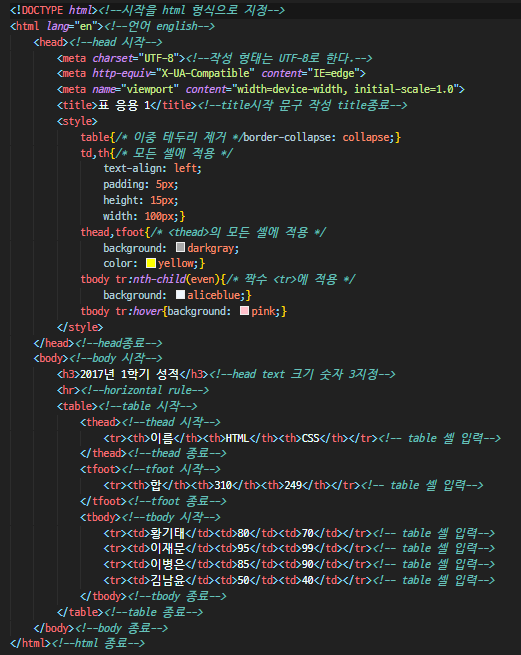 <!DOCTYPE html><!--시작을 html 형식으로 지정-->
<html lang="en"><!--언어 english-->
<head><!--head 시작-->
<meta charset="UTF-8"><!--작성 형태는 UTF-8로 한다.-->
<meta http-equiv="X-UA-Compatible" content="IE=edge">
<meta name="viewport" content="width=device-width, initial-scale=1.0">
<title>표 응용 1</title><!--title시작 문구 작성 title종료-->
<style>
table{/* 이중 테두리 제거 */border-collapse: collapse;}
td,th{/* 모든 셀에 적용 */
text-align: left;
padding: 5px;
height: 15px;
width: 100px;}
thead,tfoot{/* <thead>의 모든 셀에 적용 */
background: darkgray;
color: yellow;}
tbody tr:nth-child(even){/* 짝수 <tr>에 적용 */
background: aliceblue;}
tbody tr:hover{background: pink;}
</style>
</head><!--head종료-->
<body><!--body 시작-->
<h3>2017년 1학기 성적</h3><!--head text 크기 숫자 3지정-->
<hr><!--horizontal rule-->
<table><!--table 시작-->
<thead><!--thead 시작-->
<tr><th>이름</th><th>HTML</th><th>CSS</th></tr><!-- table 셀 입력-->
</thead><!--thead 종료-->
<tfoot><!--tfoot 시작-->
<tr><th>합</th><th>310</th><th>249</th></tr><!-- table 셀 입력-->
</tfoot><!--tfoot 종료-->
<tbody><!--tbody 시작-->
<tr><td>황기태</td><td>80</td><td>70</td></tr><!-- table 셀 입력-->
<tr><td>이재문</td><td>95</td><td>99</td></tr><!-- table 셀 입력-->
<tr><td>이병은</td><td>85</td><td>90</td></tr><!-- table 셀 입력-->
<tr><td>김남윤</td><td>50</td><td>40</td></tr><!-- table 셀 입력-->
</tbody><!--tbody 종료-->
</table><!--table 종료-->
</body><!--body 종료-->
</html><!--html 종료-->